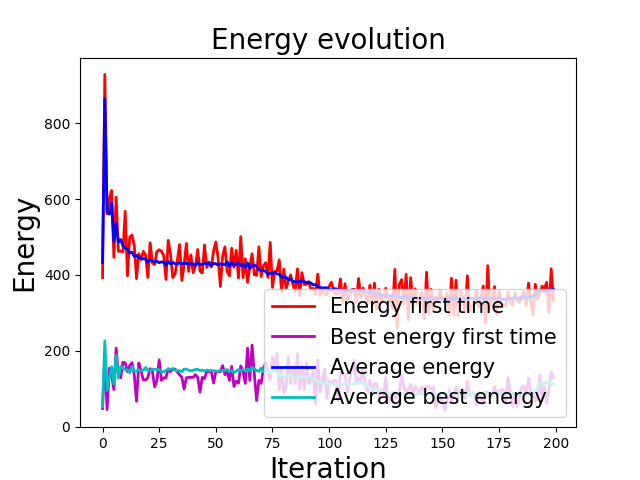 Energy evolution
Energy
800
600
400
200
0
Energy first time
Best energy first time
Average energy
Average best energy
0 25 50 75 100 125 150 175 200
Iteration